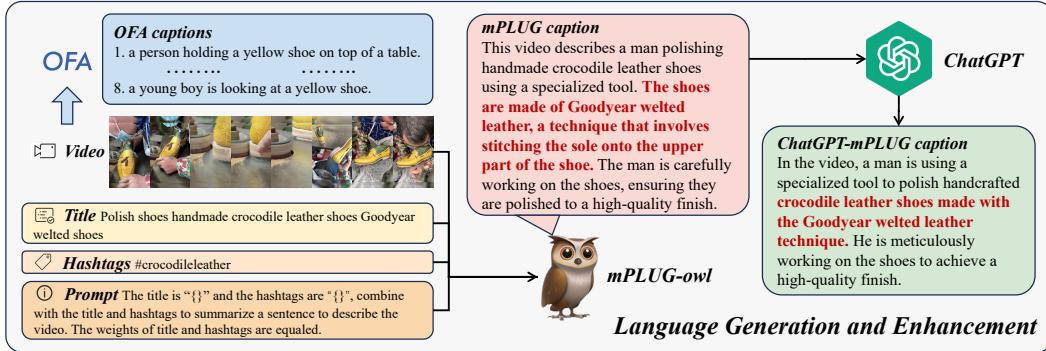 OFA captions
1. a person holding a yellow shoe on top of a table.
........ ........
8. a young boy is looking at a yellow shoe.
OFA
Video
Title Polish shoes handmade crocodile leather shoes Goodyear
welted shoes
Hashtags #crocodileleather
Prompt The title is “{}” and the hashtags are “{}”, combine
with the title and hashtags to summarize a sentence to describe the
video. The weights of title and hashtags are equaled.
mPLUG caption
This video describes a man polishing
handmade crocodile leather shoes
using a specialized tool. The shoes
are made of Goodyear welted
leather, a technique that involves
stitching the sole onto the upper
part of the shoe. The man is carefully
working on the shoes, ensuring they
are polished to a high-quality finish.
mPLUG-owl
ChatGPT
ChatGPT-mPLUG caption
In the video, a man is using a
specialized tool to polish handcrafted
crocodile leather shoes made with
the Goodyear welted leather
technique. He is meticulously
working on the shoes to achieve a
high-quality finish.
Language Generation and Enhancement